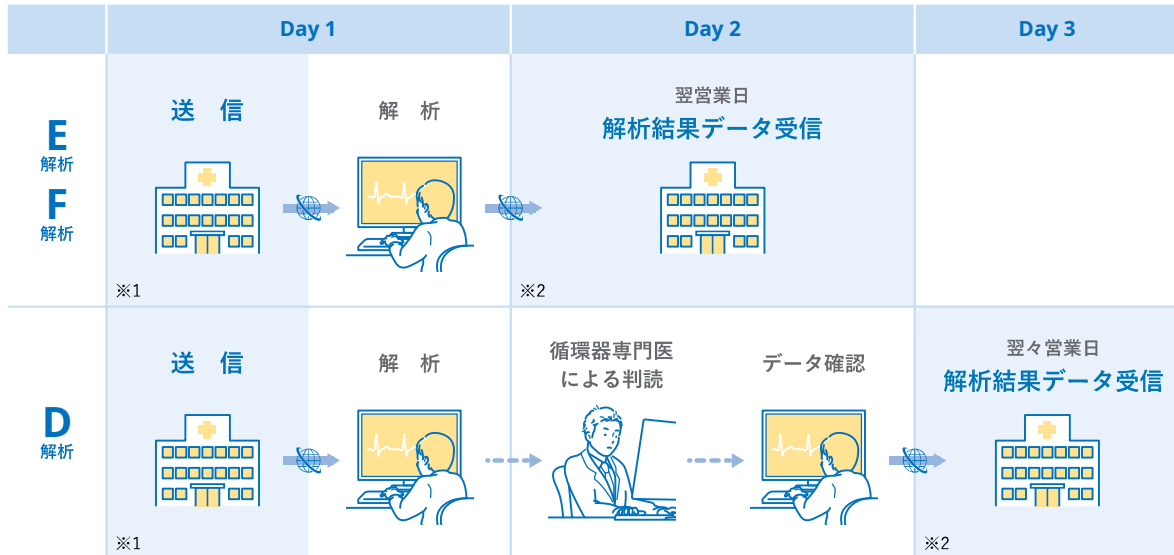 Day 1
Day 2
Day 3
E
解析
F
解析
送 信
解 析
翌営業日
解析結果データ受信
※1
※2
D
解析
送 信
解 析
循環器専門医
による判読
データ確認
翌々営業日
解析結果データ受信
※1
※2